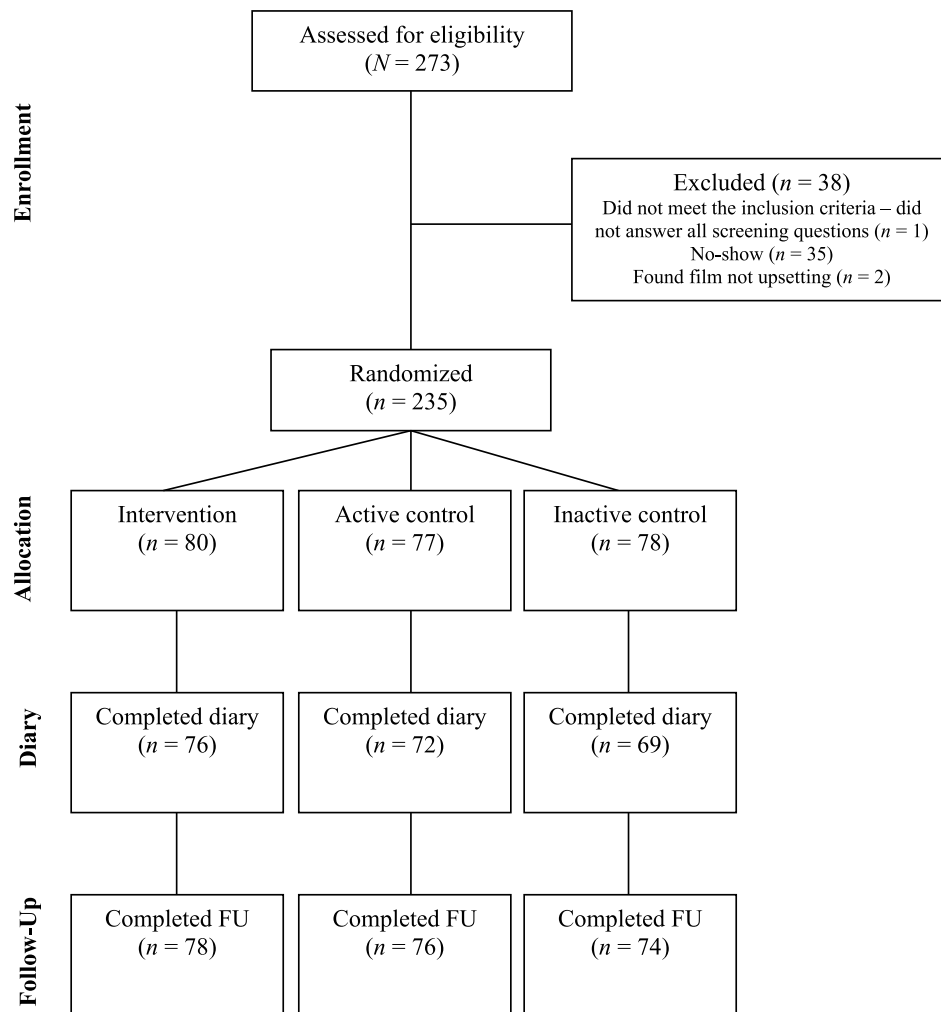 Assessed for eligibility
(N = 273)
Enrollment
Excluded (n = 38)
Did not meet the inclusion criteria – did
not answer all screening questions (n = 1)
No-show (n = 35)
Found film not upsetting (n = 2)
Randomized
(n = 235)
Allocation
Intervention
(n = 80)
Active control
(n = 77)
Inactive control
(n = 78)
Diary
Completed diary
(n = 76)
Completed diary
(n = 72)
Completed diary
(n = 69)
Follow-Up
Completed FU
(n = 78)
Completed FU
(n = 76)
Completed FU
(n = 74)